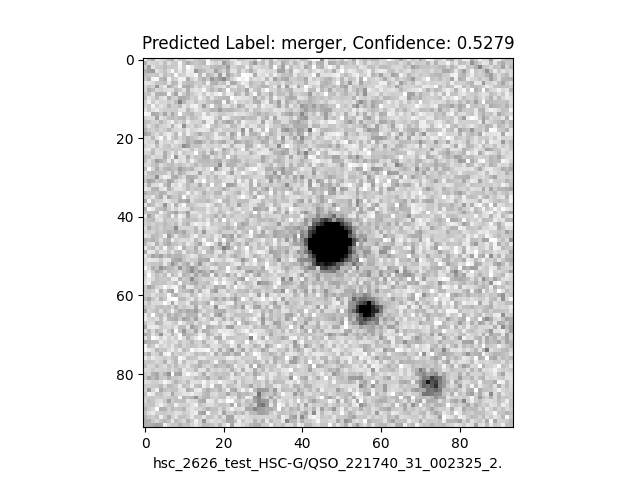 Predicted Label: merger, Confidence: 0.5279
0
20
40
60
80
0 20 40 60 80
hsc_2626_test_HSC-G/QSO_221740_31_002325_2.